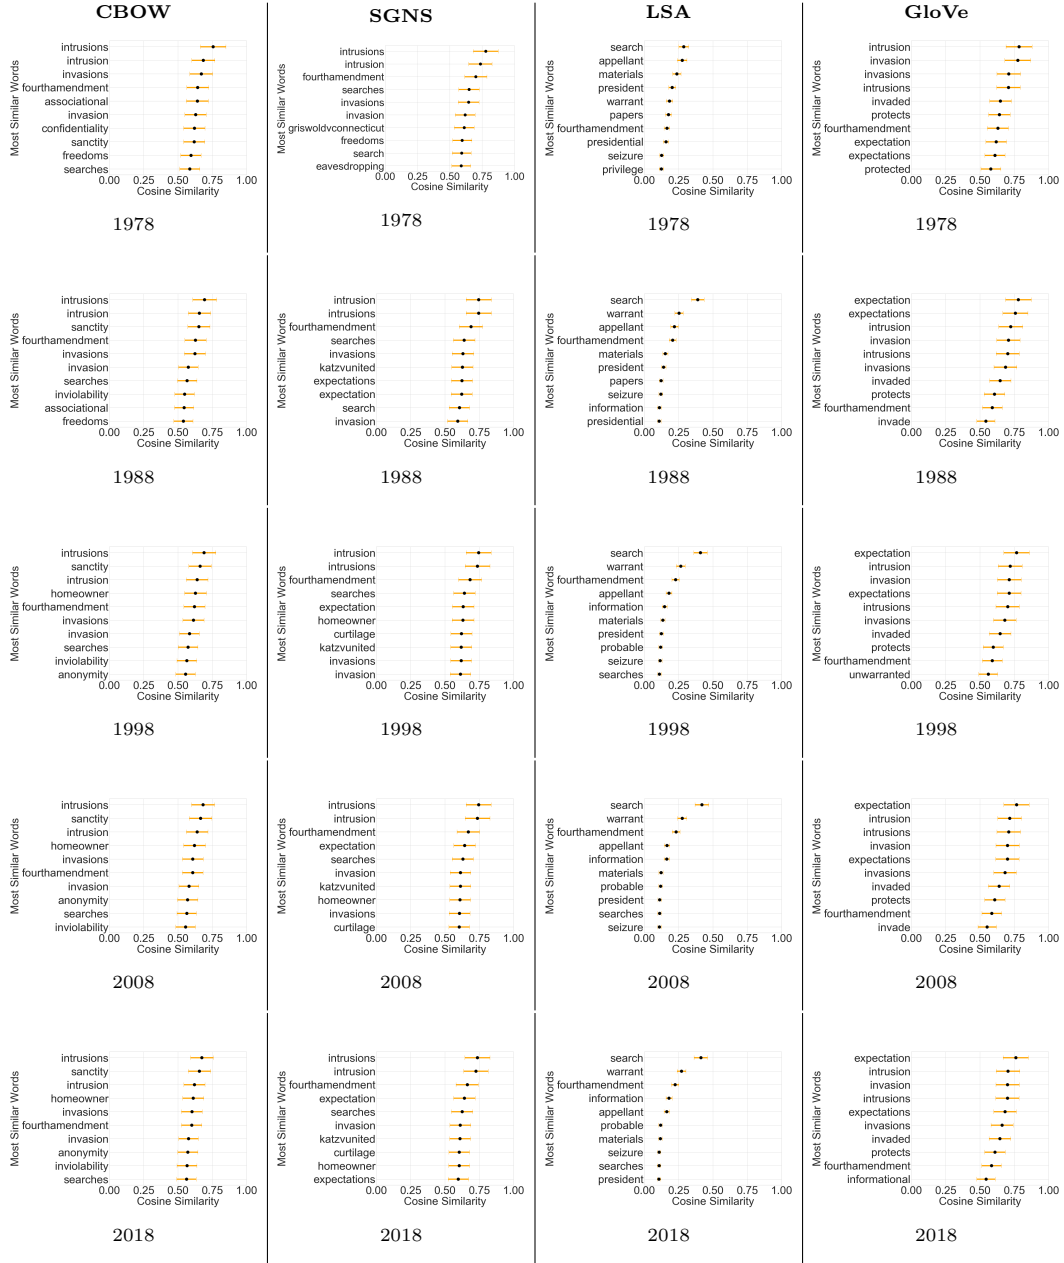 CBOW
SGNS
LSA
GloVe
Most Similar Words
intrusions
intrusion
invasions
fourthamendment
associational
invasion
confidentiality
sanctity
freedoms
searches
0.00 0.25 0.50 0.75 1.00
Cosine Similarity
1978
Most Similar Words
intrusions
intrusion
fourthamendment
searches
invasions
invasion
griswoldvconnecticut
freedoms
search
eavesdropping
0.00 0.25 0.50 0.75 1.00
Cosine Similarity
1978
Most Similar Words
search
appellant
materials
president
warrant
papers
fourthamendment
presidential
seizure
privilege
0.00 0.25 0.50 0.75 1.00
Cosine Similarity
1978
Most Similar Words
intrusion
invasion
invasions
intrusions
invaded
protects
fourthamendment
expectation
expectations
protected
0.00 0.25 0.50 0.75 1.00
Cosine Similarity
1978
Most Similar Words
intrusions
intrusion
sanctity
fourthamendment
invasions
invasion
searches
inviolability
associational
freedoms
0.00 0.25 0.50 0.75 1.00
Cosine Similarity
1988
Most Similar Words
intrusion
intrusions
fourthamendment
searches
invasions
katzvunited
expectations
expectation
search
invasion
0.00 0.25 0.50 0.75 1.00
Cosine Similarity
1988
Most Similar Words
search
warrant
appellant
fourthamendment
materials
president
papers
seizure
information
presidential
0.00 0.25 0.50 0.75 1.00
Cosine Similarity
1988
Most Similar Words
expectation
expectations
intrusion
invasion
intrusions
invasions
invaded
protects
fourthamendment
invade
0.00 0.25 0.50 0.75 1.00
Cosine Similarity
1988
Most Similar Words
intrusions
sanctity
intrusion
homeowner
fourthamendment
invasions
invasion
searches
inviolability
anonymity
0.00 0.25 0.50 0.75 1.00
Cosine Similarity
1998
Most Similar Words
intrusion
intrusions
fourthamendment
searches
expectation
homeowner
curtilage
katzvunited
invasions
invasion
0.00 0.25 0.50 0.75 1.00
Cosine Similarity
1998
Most Similar Words
search
warrant
fourthamendment
appellant
information
materials
president
probable
seizure
searches
0.00 0.25 0.50 0.75 1.00
Cosine Similarity
1998
Most Similar Words
expectation
intrusion
invasion
expectations
intrusions
invasions
invaded
protects
fourthamendment
unwarranted
0.00 0.25 0.50 0.75 1.00
Cosine Similarity
1998
Most Similar Words
intrusions
sanctity
intrusion
homeowner
invasions
fourthamendment
invasion
anonymity
searches
inviolability
0.00 0.25 0.50 0.75 1.00
Cosine Similarity
2008
Most Similar Words
intrusions
intrusion
fourthamendment
expectation
searches
invasion
katzvunited
homeowner
invasions
curtilage
0.00 0.25 0.50 0.75 1.00
Cosine Similarity
2008
Most Similar Words
search
warrant
fourthamendment
appellant
information
materials
probable
president
searches
seizure
0.00 0.25 0.50 0.75 1.00
Cosine Similarity
2008
Most Similar Words
expectation
intrusion
intrusions
invasion
expectations
invasions
invaded
protects
fourthamendment
invade
0.00 0.25 0.50 0.75 1.00
Cosine Similarity
2008
Most Similar Words
intrusions
sanctity
intrusion
homeowner
invasions
fourthamendment
invasion
anonymity
inviolability
searches
0.00 0.25 0.50 0.75 1.00
Cosine Similarity
2018
Most Similar Words
intrusions
intrusion
fourthamendment
expectation
searches
invasion
katzvunited
curtilage
homeowner
expectations
0.00 0.25 0.50 0.75 1.00
Cosine Similarity
2018
Most Similar Words
search
warrant
fourthamendment
information
appellant
probable
materials
seizure
searches
president
0.00 0.25 0.50 0.75 1.00
Cosine Similarity
2018
Most Similar Words
expectation
intrusion
invasion
intrusions
expectations
invasions
invaded
protects
fourthamendment
informational
0.00 0.25 0.50 0.75 1.00
Cosine Similarity
2018